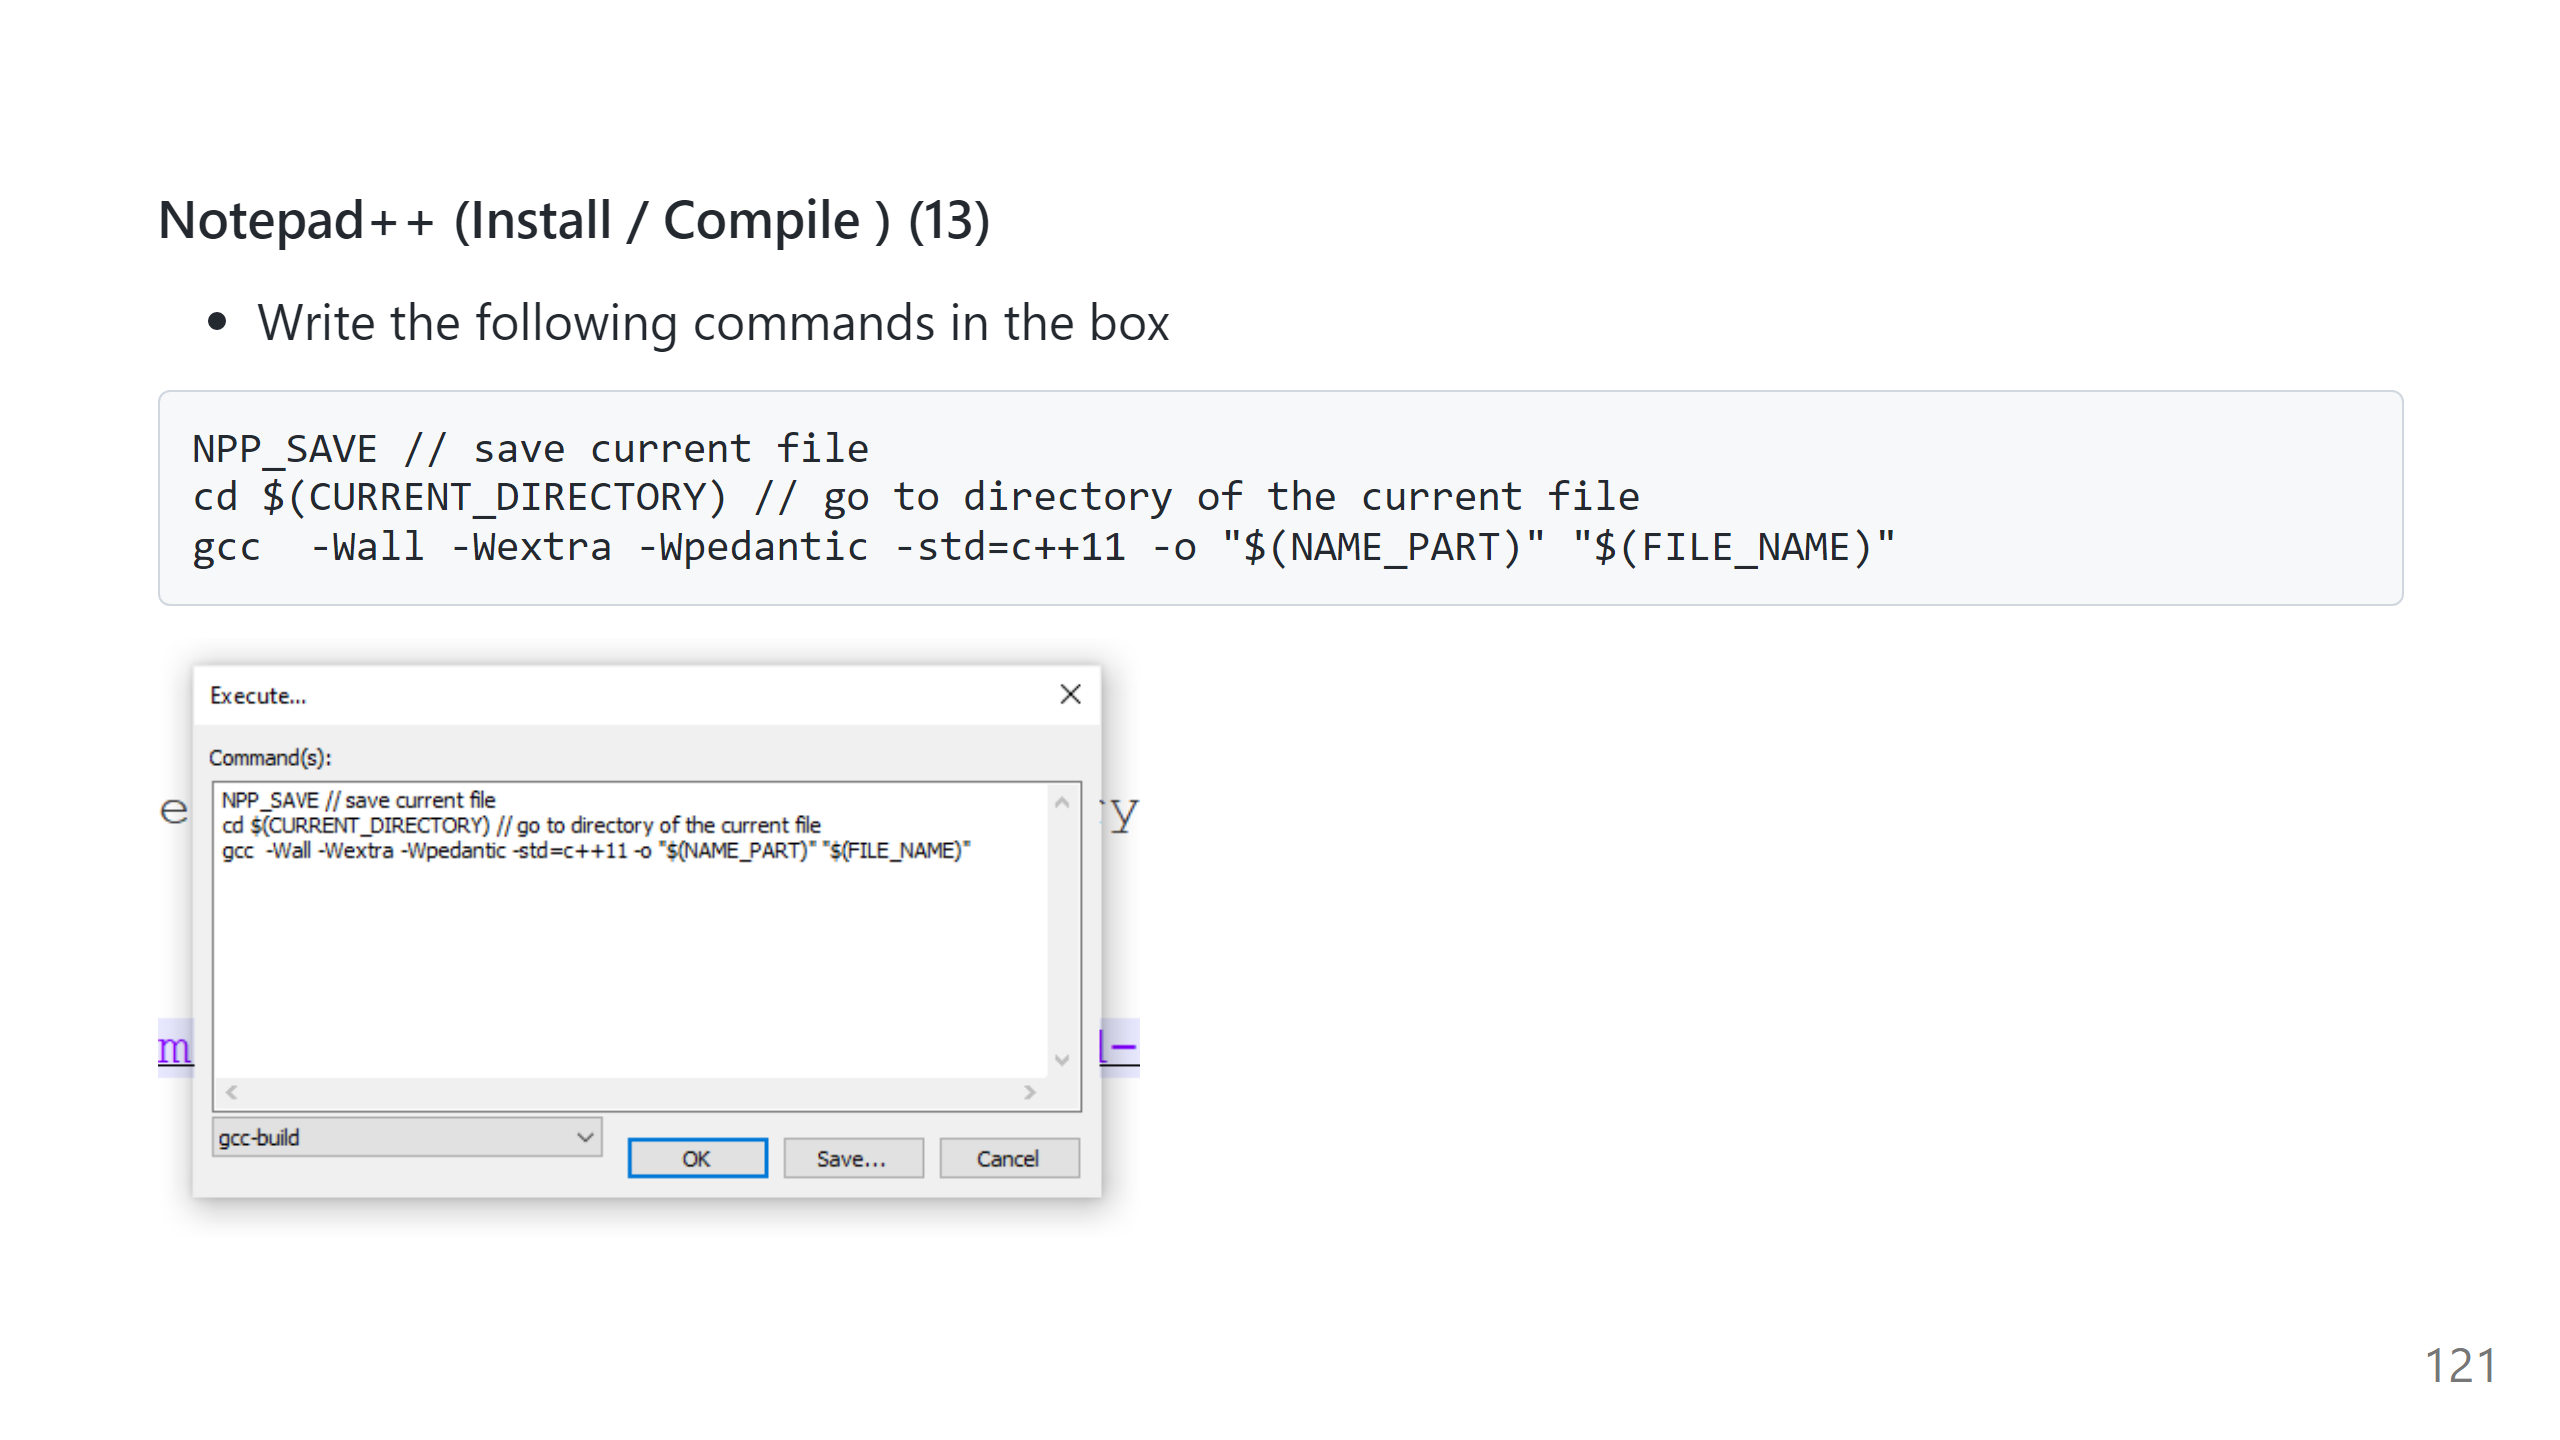 Notepad++ (Install / Compile ) (13)
• Write the following commands in the box
NPP_SAVE // save current file
cd $(CURRENT_DIRECTORY) // go to directory of the current file
gcc  -Wall -Wextra -Wpedantic -std=c++11 -o "$(NAME_PART)" "$(FILE_NAME)"
Execute...
Command(s):
NPP_SAVE // save current file
cd $(CURRENT_DIRECTORY) // go to directory of the current file
gcc  -Wall -Wextra -Wpedantic -std=c++11 -o "$(NAME_PART)" "$(FILE_NAME)"
e
y
m
-
gcc-build
OK Save... Cancel
121